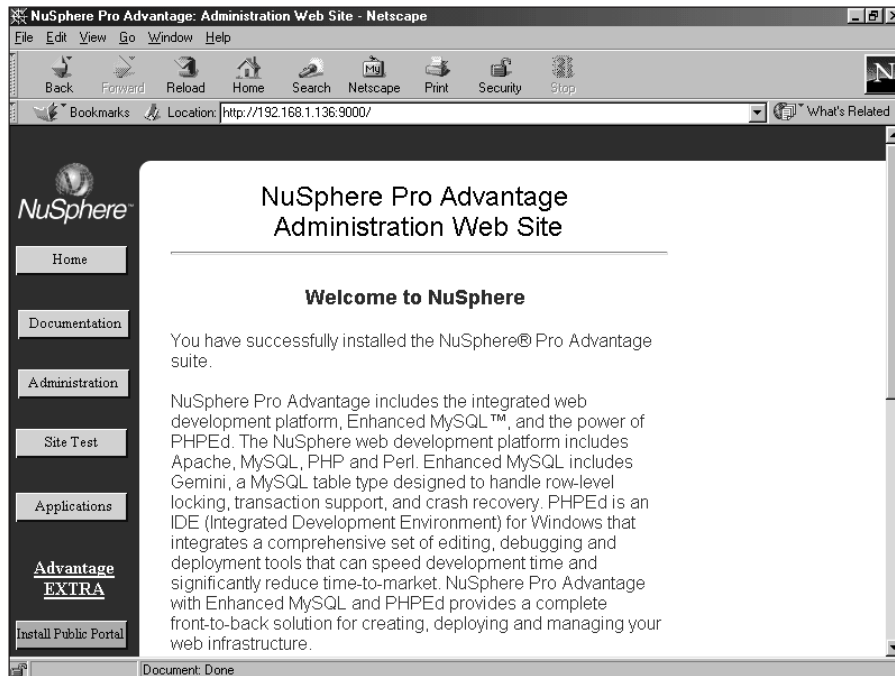 NuSphere Pro Advantage: Administration Web Site - Netscape
File Edit View Go Window Help
Back Forward Reload Home Search Netscape Print Security Stop
Bookmarks Location: http://192.168.1.136:9000/ What's Related
NuSphere™
Home
Documentation
Administration
Site Test
Applications
Advantage
EXTRA
Install Public Portal
NuSphere Pro Advantage
Administration Web Site
Welcome to NuSphere
You have successfully installed the NuSphere® Pro Advantage
suite.
NuSphere Pro Advantage includes the integrated web
development platform, Enhanced MySQL™, and the power of
PHPEd. The NuSphere web development platform includes
Apache, MySQL, PHP and Perl. Enhanced MySQL includes
Gemini, a MySQL table type designed to handle row-level
locking, transaction support, and crash recovery. PHPEd is an
IDE (Integrated Development Environment) for Windows that
integrates a comprehensive set of editing, debugging and
deployment tools that can speed development time and
significantly reduce time-to-market. NuSphere Pro Advantage
with Enhanced MySQL and PHPEd provides a complete
front-to-back solution for creating, deploying and managing your
web infrastructure.
Document: Done